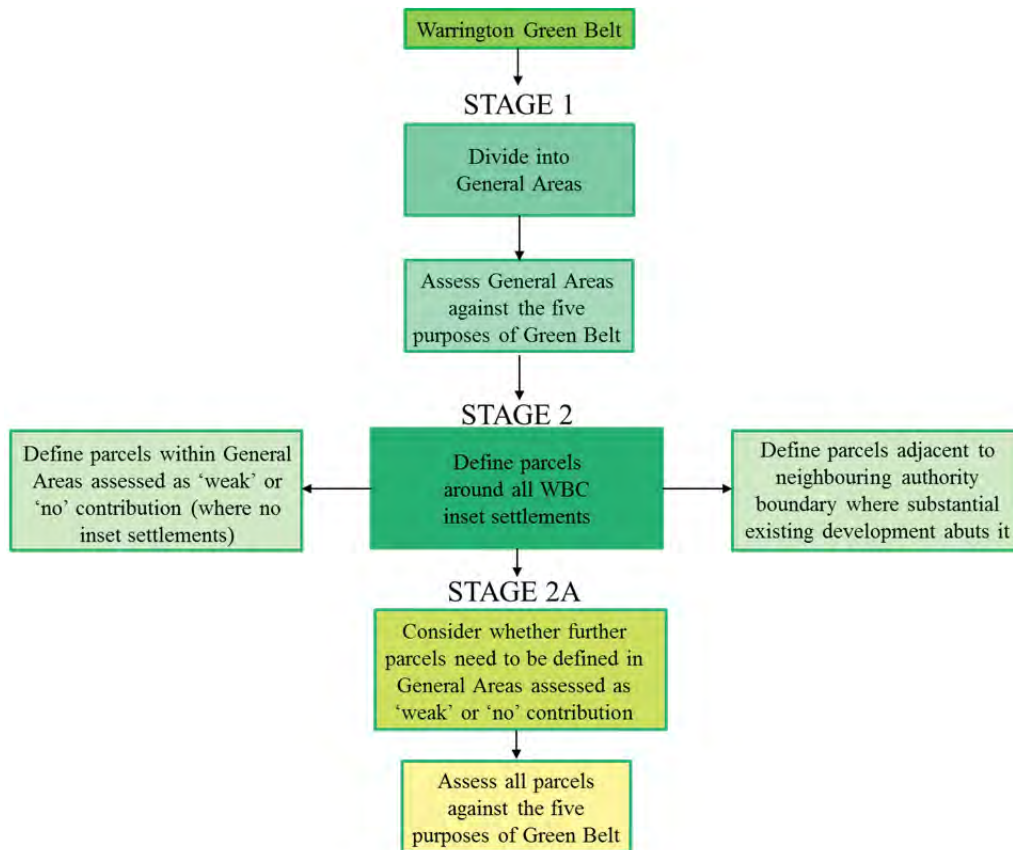 Warrington Green Belt
STAGE 1
Divide into
General Areas
Assess General Areas
against the five
purposes of Green Belt
STAGE 2
Define parcels within General
Areas assessed as ‘weak’ or
‘no’ contribution (where no
inset settlements)
Define parcels
around all WBC
inset settlements
Define parcels adjacent to
neighbouring authority
boundary where substantial
existing development abuts it
STAGE 2A
Consider whether further
parcels need to be defined in
General Areas assessed as
‘weak’ or ‘no’ contribution
Assess all parcels
against the five
purposes of Green Belt